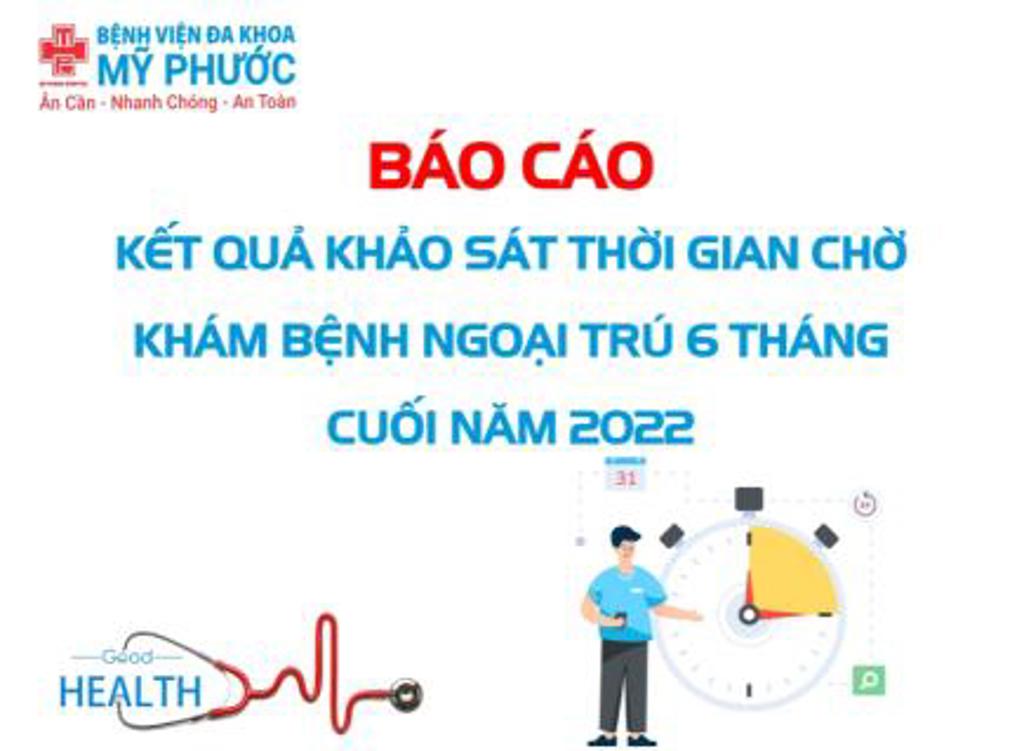 BỆNH VIỆN ĐA KHOA
MỸ PHƯỚC
Ân Cần - Nhanh Chóng - An Toàn
BÁO CÁO
KẾT QUẢ KHẢO SÁT THỜI GIAN CHỜ
KHÁM BỆNH NGOẠI TRÚ 6 THÁNG
CUỐI NĂM 2022
31
Good
HEALTH